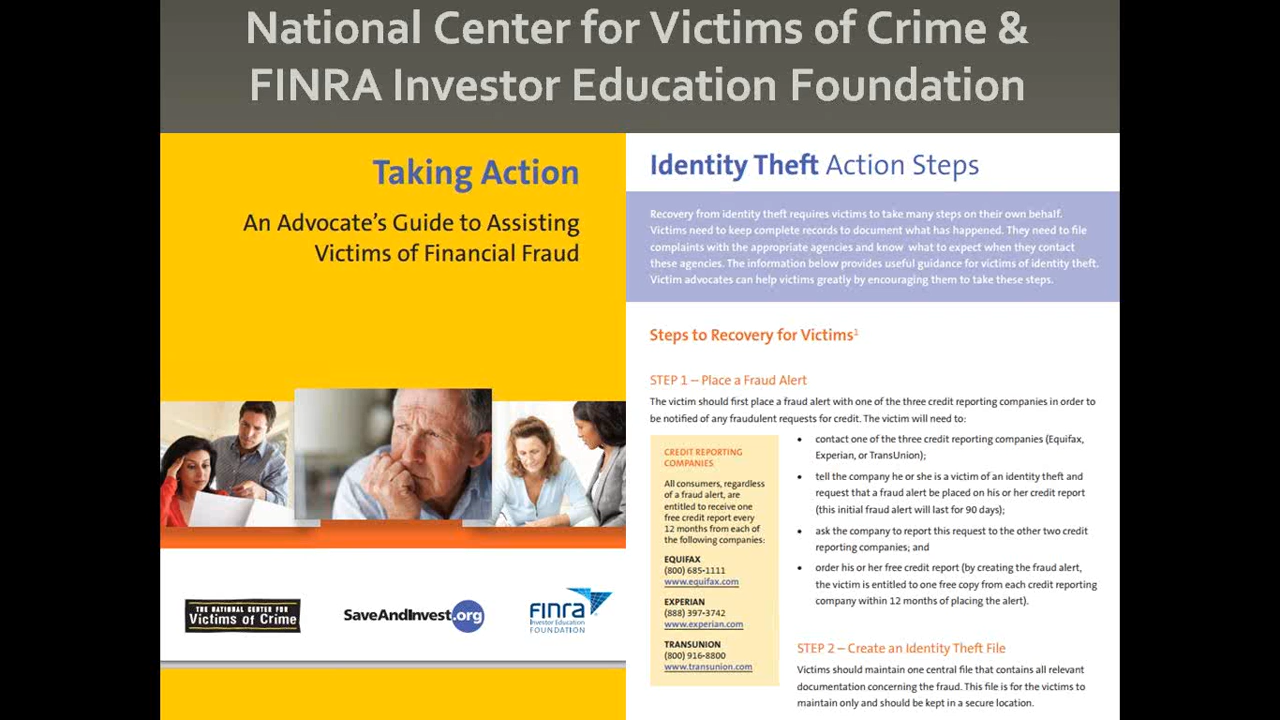 National Center for Victims of Crime &
FINRA Investor Education Foundation
Taking Action
An Advocate's Guide to Assisting
Victims of Financial Fraud
THE NATIONAL CENTER FOR
Victims of Crime
SaveAndInvest.org
finra
Investor Education
FOUNDATION
Identity Theft Action Steps
Recovery from identity theft requires victims to take many steps on their own behalf.
Victims need to keep complete records to document what has happened. They need to file
complaints with the appropriate agencies and know what to expect when they contact
these agencies. The information below provides useful guidance for victims of identity theft.
Victim advocates can help victims greatly by encouraging them to take these steps.
Steps to Recovery for Victims¹
STEP 1 – Place a Fraud Alert
The victim should first place a fraud alert with one of the three credit reporting companies in order to
be notified of any fraudulent requests for credit. The victim will need to:
CREDIT REPORTING
COMPANIES
All consumers, regardless
of a fraud alert, are
entitled to receive one
free credit report every
12 months from each of
the following companies:
EQUIFAX
(800) 685-1111
www.equifax.com
EXPERIAN
(888) 397-3742
www.experian.com
TRANSUNION
(800) 916-8800
www.transunion.com
• contact one of the three credit reporting companies (Equifax,
Experian, or TransUnion);
• tell the company he or she is a victim of an identity theft and
request that a fraud alert be placed on his or her credit report
(this initial fraud alert will last for 90 days);
• ask the company to report this request to the other two credit
reporting companies; and
• order his or her free credit report (by creating the fraud alert,
the victim is entitled to one free copy from each credit reporting
company within 12 months of placing the alert).
STEP 2 – Create an Identity Theft File
Victims should maintain one central file that contains all relevant
documentation concerning the fraud. This file is for the victims to
maintain only and should be kept in a secure location.